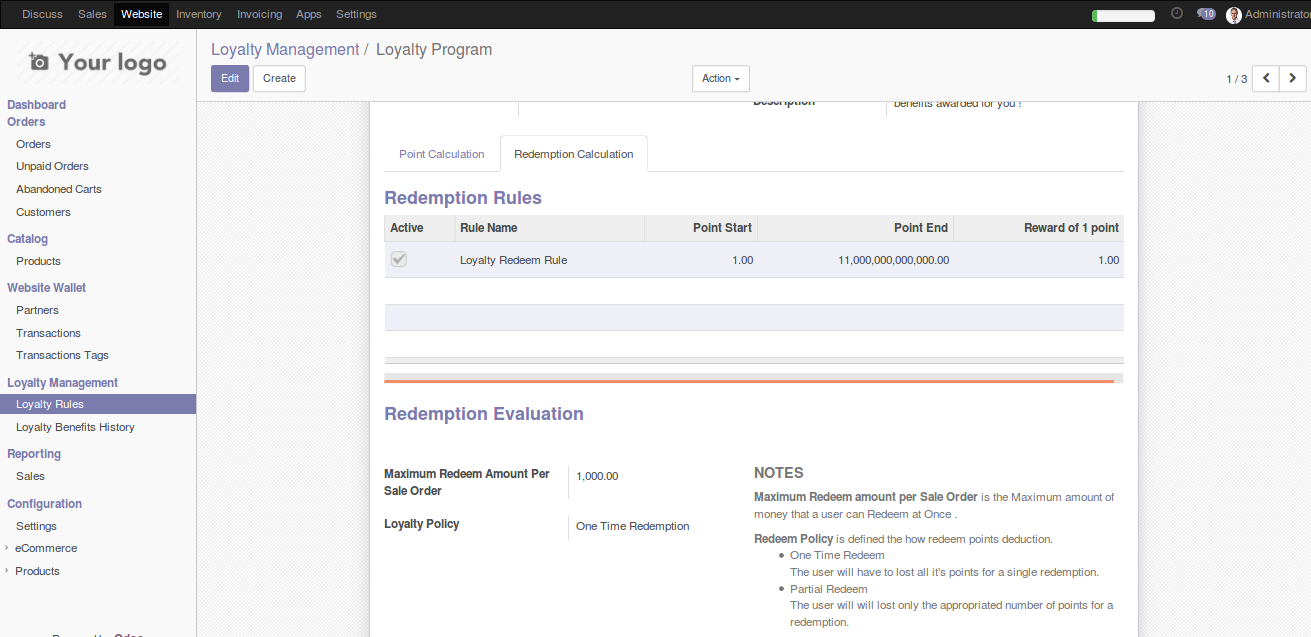 Discuss Sales Website Inventory Invoicing Apps Settings 10 Administrator
Your logo
Loyalty Management / Loyalty Program
Edit Create Action 1 / 3
Dashboard
Orders
Orders
Unpaid Orders
Abandoned Carts
Customers
Catalog
Products
Website Wallet
Partners
Transactions
Transactions Tags
Loyalty Management
Loyalty Rules
Loyalty Benefits History
Reporting
Sales
Configuration
Settings
eCommerce
Products
Powered by Odoo
Description benefits awarded for you !
Point Calculation Redemption Calculation
Redemption Rules
Active Rule Name Point Start Point End Reward of 1 point
Loyalty Redeem Rule 1.00 11,000,000,000,000.00 1.00
Redemption Evaluation
Maximum Redeem Amount Per
Sale Order
1,000.00
Loyalty Policy
One Time Redemption
NOTES
Maximum Redeem amount per Sale Order is the Maximum amount of
money that a user can Redeem at Once .
Redeem Policy is defined the how redeem points deduction.
One Time Redeem
The user will have to lost all it's points for a single redemption.
Partial Redeem
The user will will lost only the appropriated number of points for a
redemption.